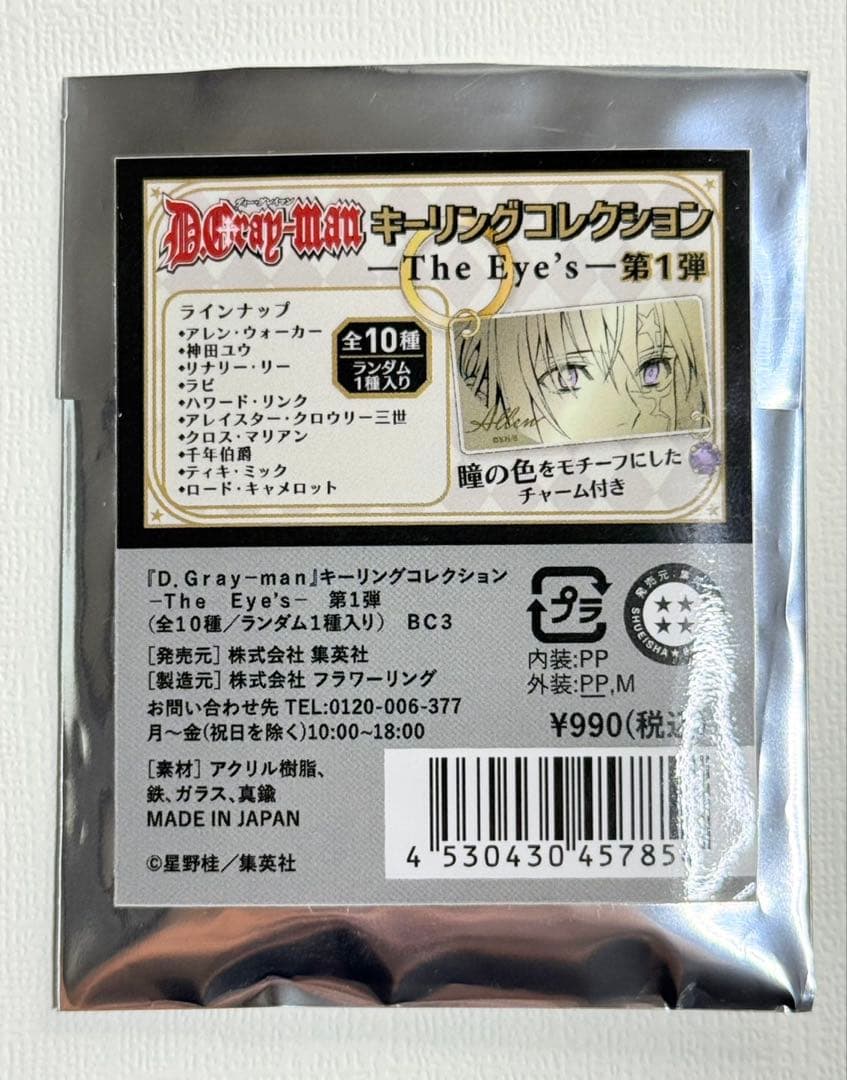 ディー・グレイマン
D.Gray-man キーリングコレクション
—The Eye's—第1弾
ラインナップ
◆アレン・ウォーカー
◆神田ユウ
◆リナリー・リー
◆ラビ
◆ハワード・リンク
◆アレイスター・クロウリー三世
◆クロス・マリアン
◆千年伯爵
◆ティキ・ミック
◆ロード・キャメロット
全10種
ランダム
1種入り
Allen
瞳の色をモチーフにした
チャーム付き
『D.Gray-man』キーリングコレクション
-The Eye's- 第1弾
(全10種/ランダム1種入り) BC3
[発売元] 株式会社 集英社
[製造元] 株式会社 フラワーリング
お問い合わせ先 TEL:0120-006-377
月~金(祝日を除く)10:00~18:00
[素材] アクリル樹脂、
鉄、ガラス、真鍮
MADE IN JAPAN
©星野桂/集英社
プラ
内装:PP
外装:PP,M
発売元・集
SHUEISHA
¥990(税込)
4 530430 45785